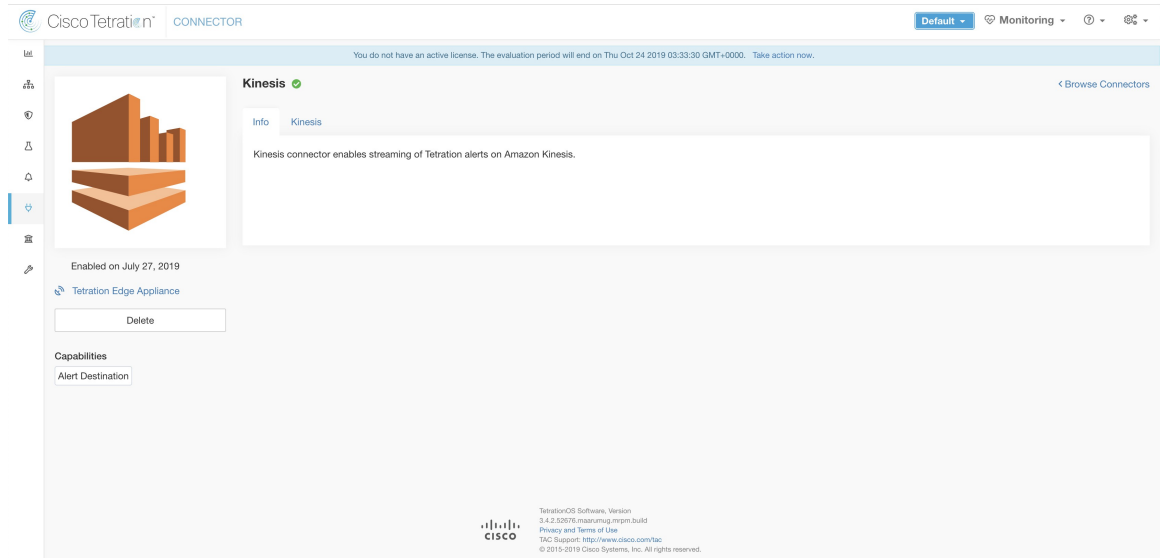 Cisco Tetration™ CONNECTOR
Default Monitoring
You do not have an active license. The evaluation period will end on Thu Oct 24 2019 03:33:30 GMT+0000. Take action now.
Kinesis
Browse Connectors
Info Kinesis
Kinesis connector enables streaming of Tetration alerts on Amazon Kinesis.
Enabled on July 27, 2019
Tetration Edge Appliance
Delete
Capabilities
Alert Destination
CISCO
TetrationOS Software, Version
3.4.2.52676.maarumug.mrpm.build
Privacy and Terms of Use
TAC Support: http://www.cisco.com/tac
© 2015-2019 Cisco Systems, Inc. All rights reserved.